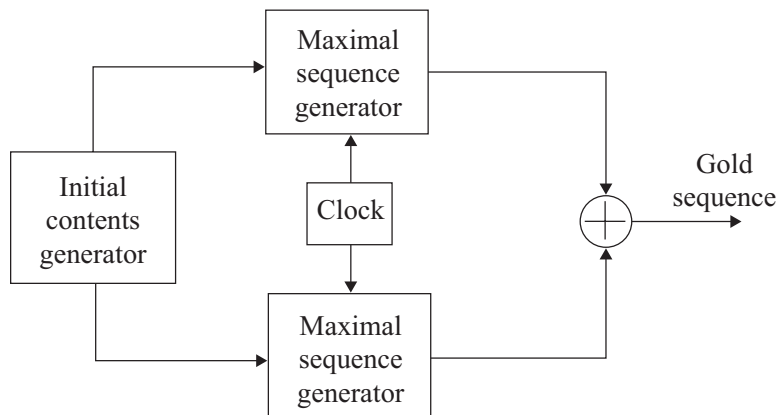 Maximal
sequence
generator
Initial
contents
generator
Clock
Gold
sequence
Maximal
sequence
generator